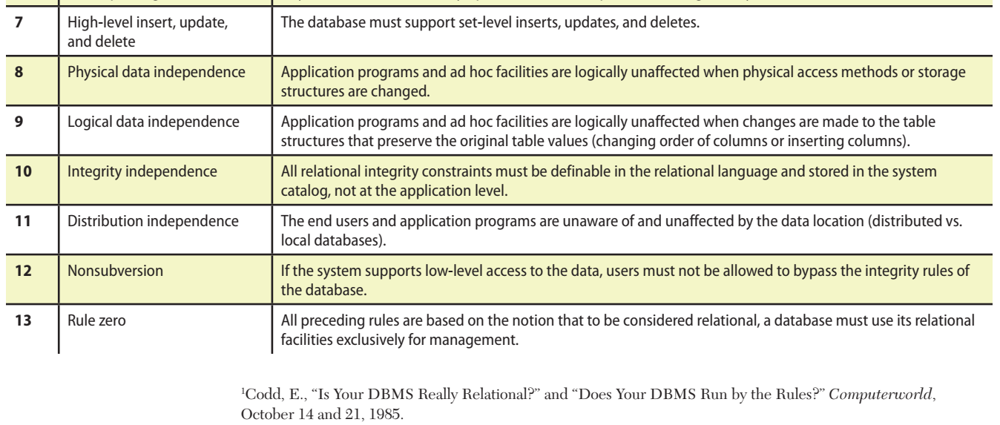 7 High-level insert, update, The database must support set-level inserts, updates, and deletes.
and delete
8 Physical data independence Application programs and ad hoc facilities are logically unaffected when physical access methods or storage
structures are changed.
9 Logical data independence Application programs and ad hoc facilities are logically unaffected when changes are made to the table
structures that preserve the original table values (changing order of columns or inserting columns).
10 Integrity independence All relational integrity constraints must be definable in the relational language and stored in the system
catalog, not at the application level.
11 Distribution independence The end users and application programs are unaware of and unaffected by the data location (distributed vs.
local databases).
12 Nonsubversion If the system supports low-level access to the data, users must not be allowed to bypass the integrity rules of
the database.
13 Rule zero All preceding rules are based on the notion that to be considered relational, a database must use its relational
facilities exclusively for management.
¹Codd, E., “Is Your DBMS Really Relational?” and “Does Your DBMS Run by the Rules?” Computerworld,
October 14 and 21, 1985.